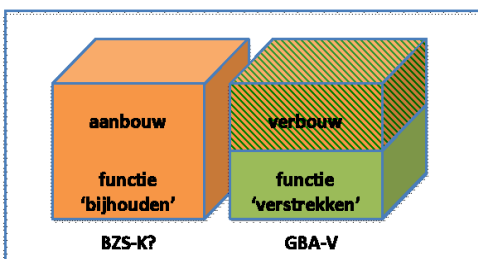 aanbouw
functie
'bijhouden'
BZS-K?
verbouw
functie
'verstrekken'
GBA-V